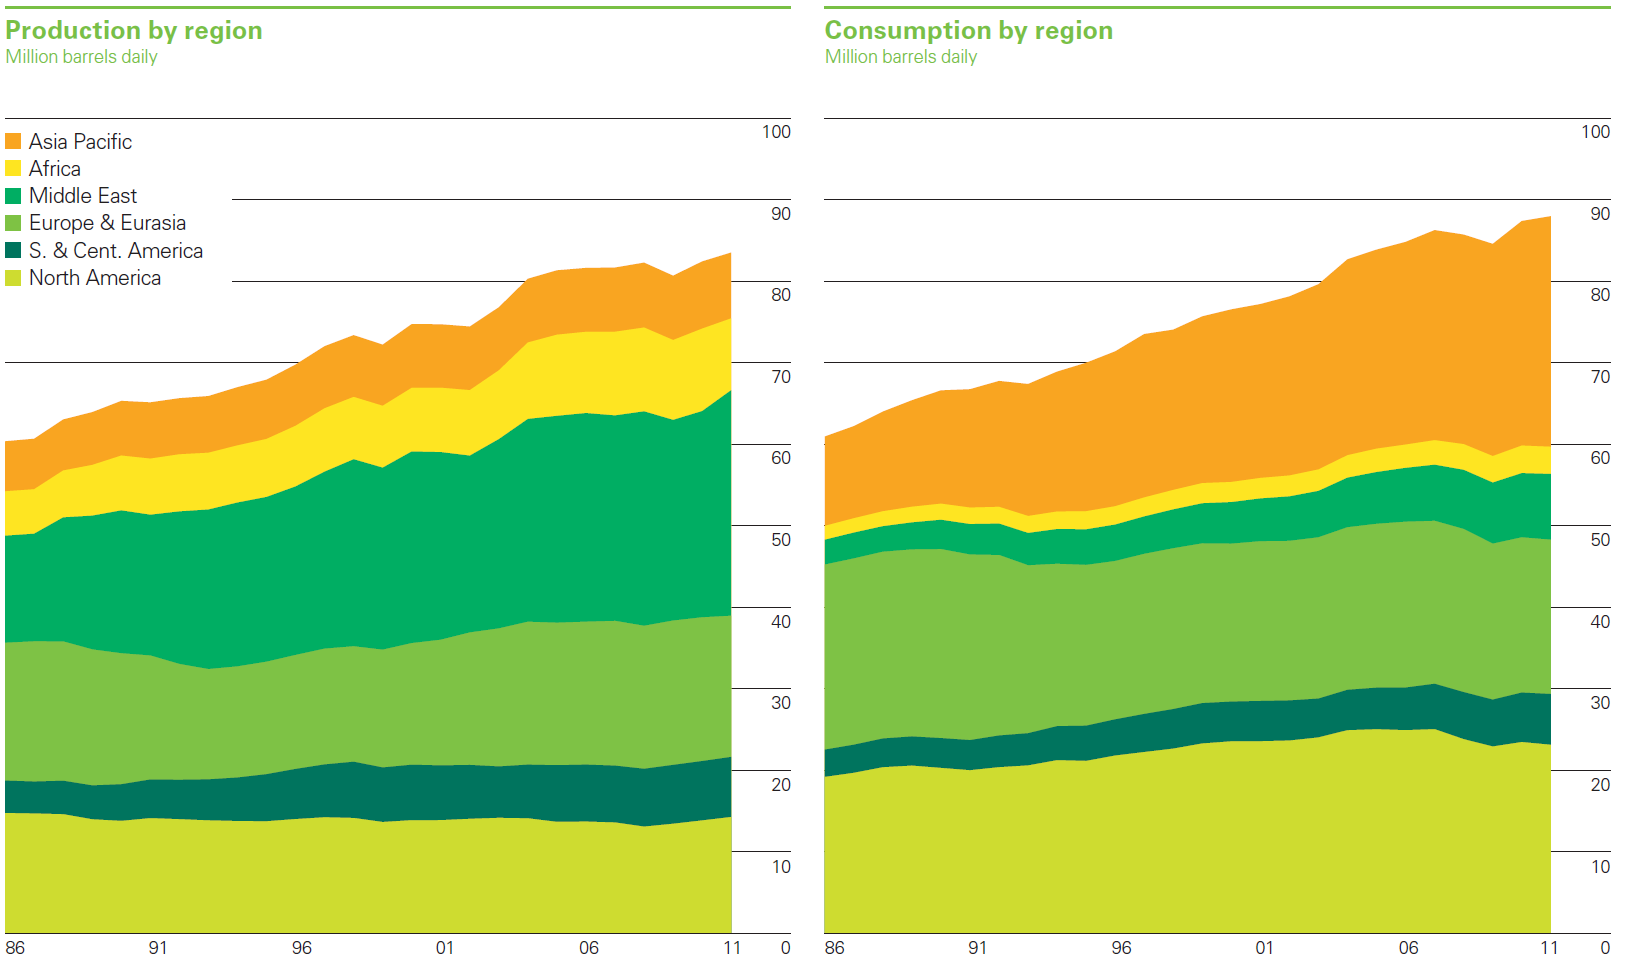 Production by region
Million barrels daily
Asia Pacific
Africa
Middle East
Europe & Eurasia
S. & Cent. America
North America
100
90
80
70
60
50
40
30
20
10
0
86 91 96 01 06 11
Consumption by region
Million barrels daily
100
90
80
70
60
50
40
30
20
10
0
86 91 96 01 06 11